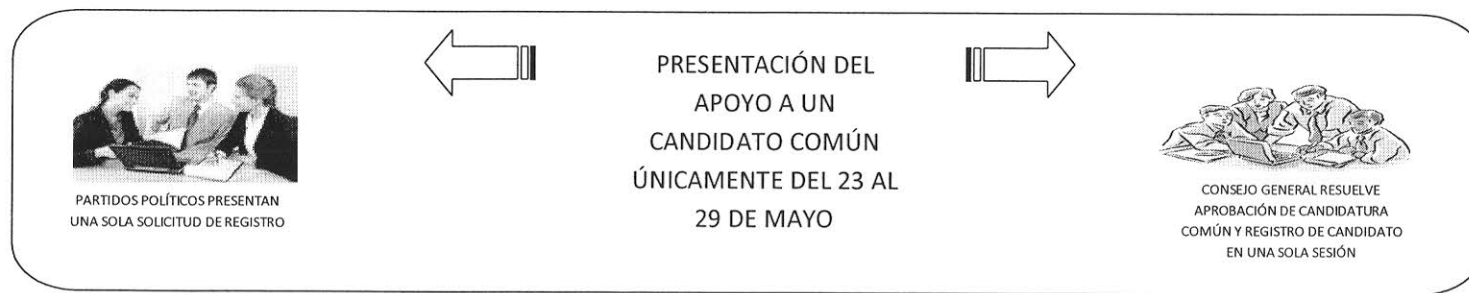 PARTIDOS POLÍTICOS PRESENTAN
UNA SOLA SOLICITUD DE REGISTRO
PRESENTACIÓN DEL
APOYO A UN
CANDIDATO COMÚN
ÚNICAMENTE DEL 23 AL
29 DE MAYO
CONSEJO GENERAL RESUELVE
APROBACIÓN DE CANDIDATURA
COMÚN Y REGISTRO DE CANDIDATO
EN UNA SOLA SESIÓN